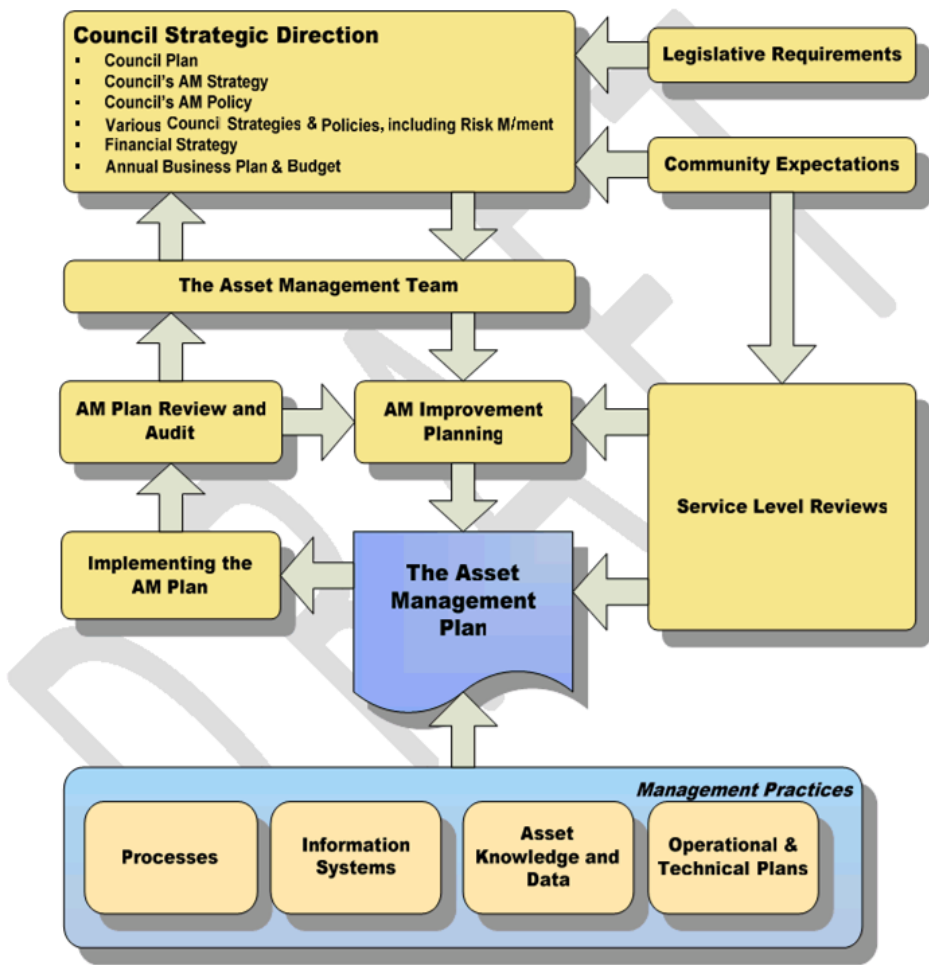 Council Strategic Direction
▪ Council Plan
▪ Council's AM Strategy
▪ Council's AM Policy
▪ Various Council Strategies & Policies, including Risk M/ment
▪ Financial Strategy
▪ Annual Business Plan & Budget
Legislative Requirements
Community Expectations
The Asset Management Team
AM Plan Review and
Audit
AM Improvement
Planning
Service Level Reviews
Implementing the
AM Plan
The Asset
Management
Plan
Management Practices
Processes
Information
Systems
Asset
Knowledge and
Data
Operational &
Technical Plans
DRAFT